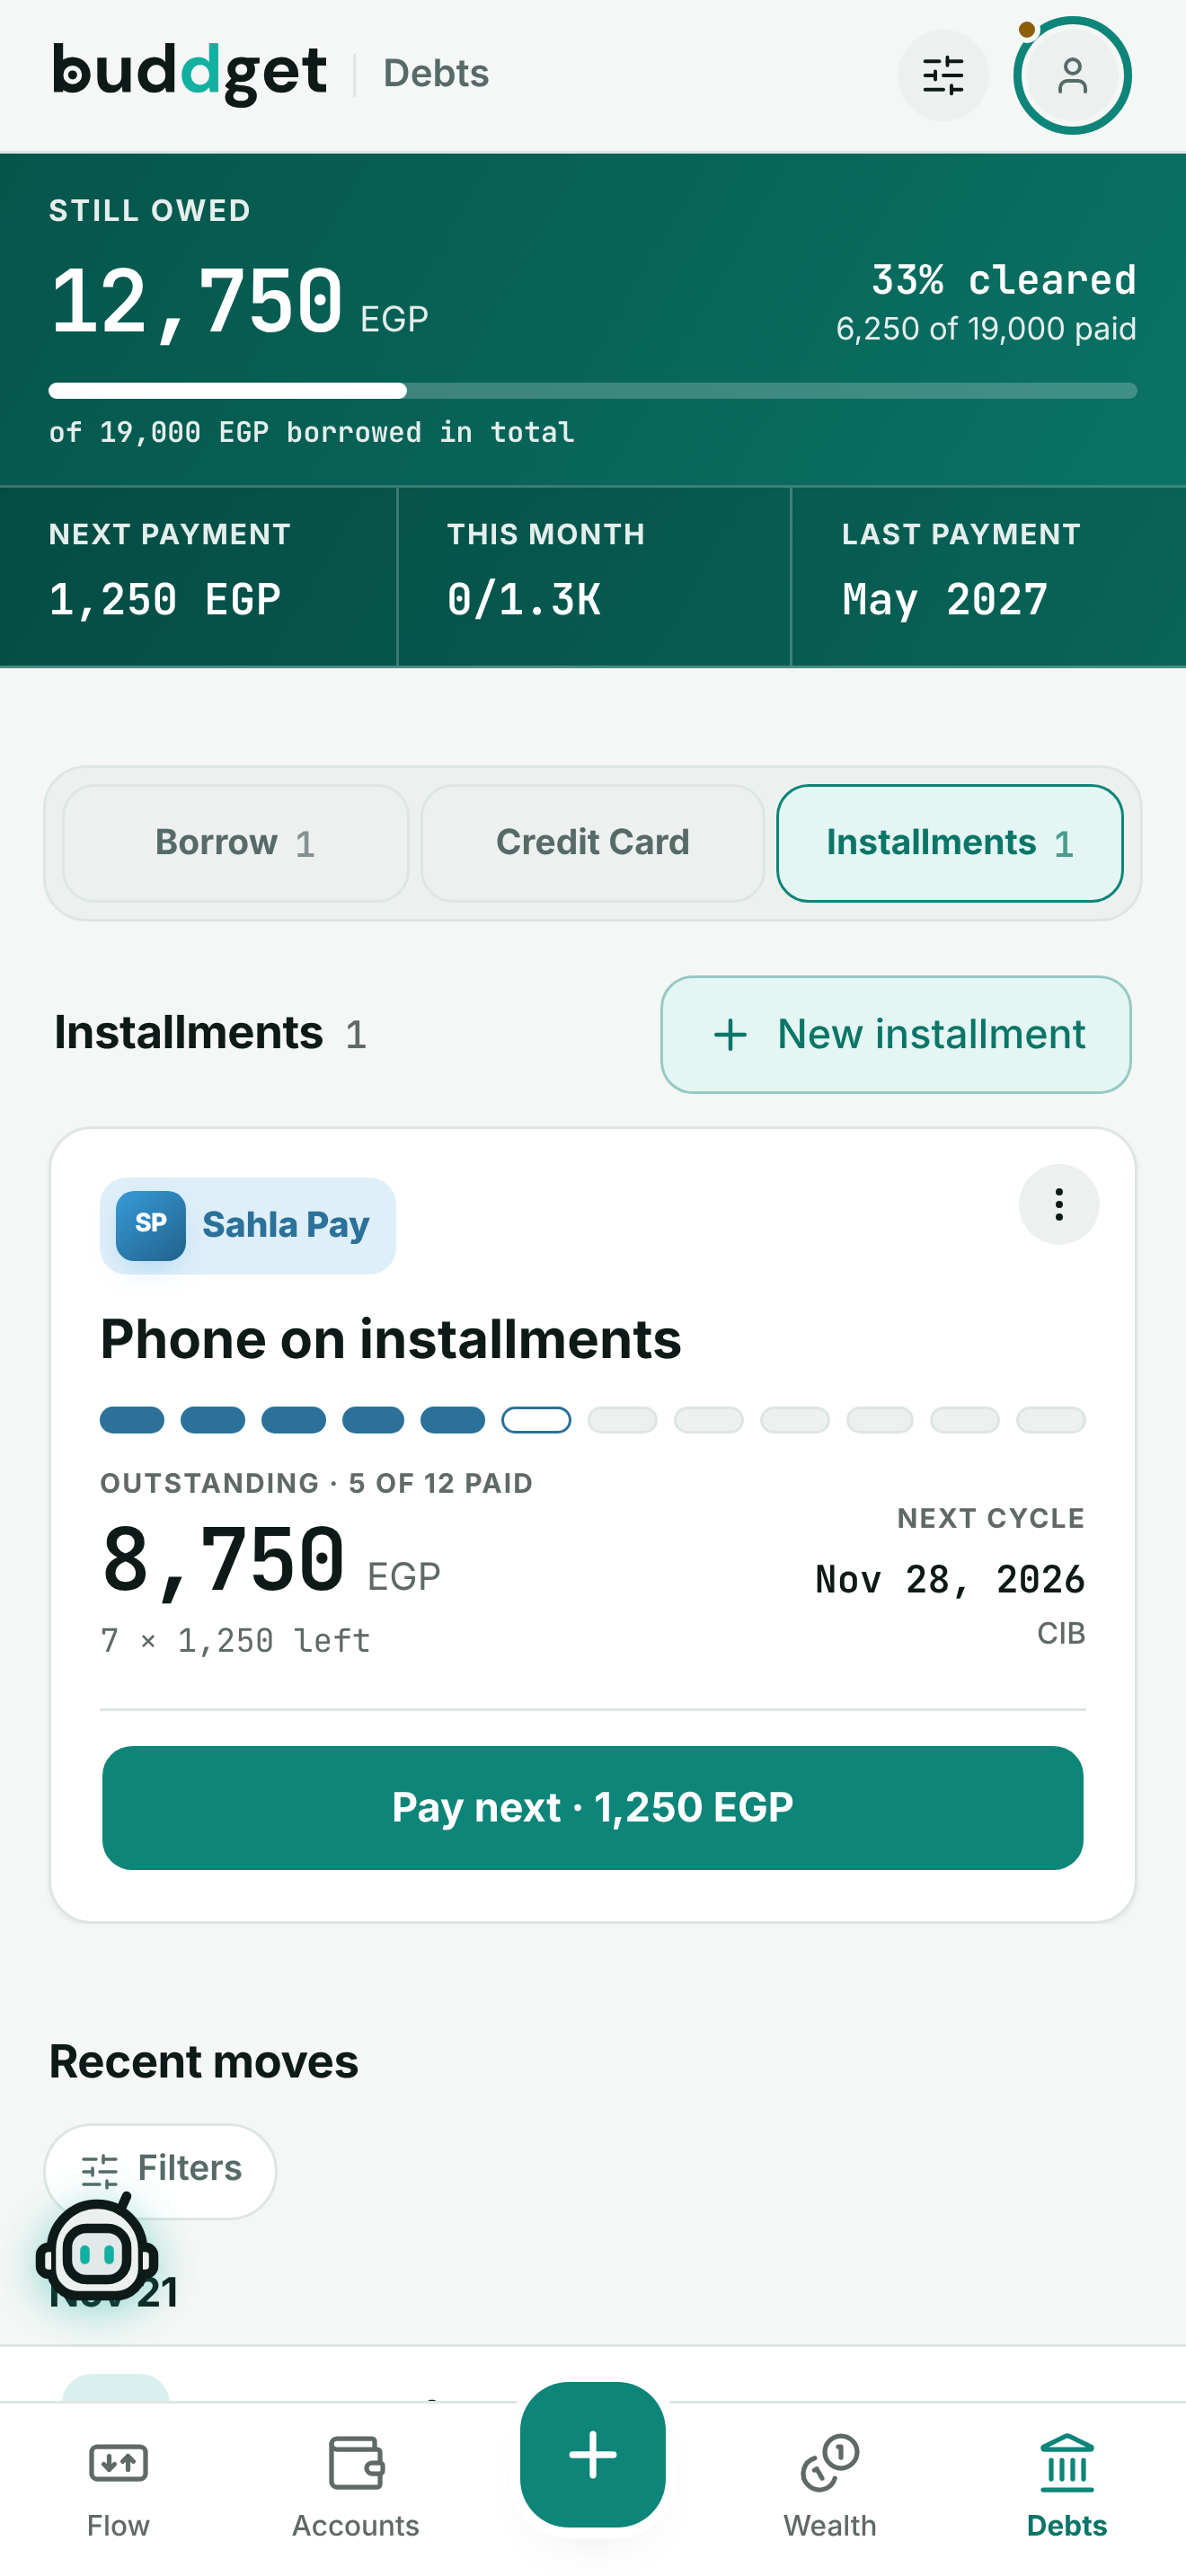 buddget
Debts
STILL OWED
12,750 EGP
33% cleared
6,250 of 19,000 paid
of 19,000 EGP borrowed in total
NEXT PAYMENT
1,250 EGP
THIS MONTH
0/1.3K
LAST PAYMENT
May 2027
Borrow 1
Credit Card
Installments 1
Installments 1
New installment
SP
Sahla Pay
Phone on installments
OUTSTANDING · 5 OF 12 PAID
8,750 EGP
7 × 1,250 left
NEXT CYCLE
Nov 28, 2026
CIB
Pay next · 1,250 EGP
Recent moves
Filters
Nov 21
Flow
Accounts
Wealth
Debts